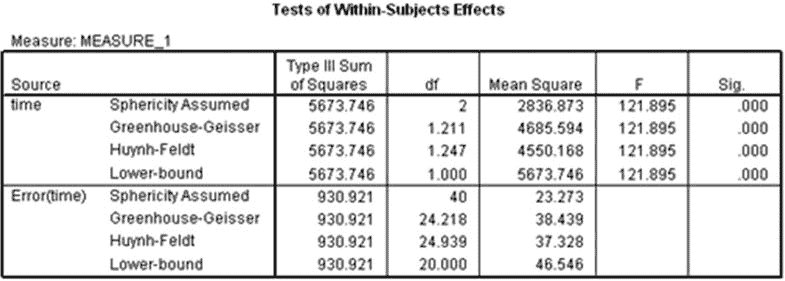 Tests of Within-Subjects Effects
Measure: MEASURE_1
Source Type III Sum of Squares df Mean Square F Sig.
time Sphericity Assumed 5673.746 2 2836.873 121.895 .000
Greenhouse-Geisser 5673.746 1.211 4685.594 121.895 .000
Huynh-Feldt 5673.746 1.247 4550.168 121.895 .000
Lower-bound 5673.746 1.000 5673.746 121.895 .000
Error(time) Sphericity Assumed 930.921 40 23.273
Greenhouse-Geisser 930.921 24.218 38.439
Huynh-Feldt 930.921 24.939 37.328
Lower-bound 930.921 20.000 46.546